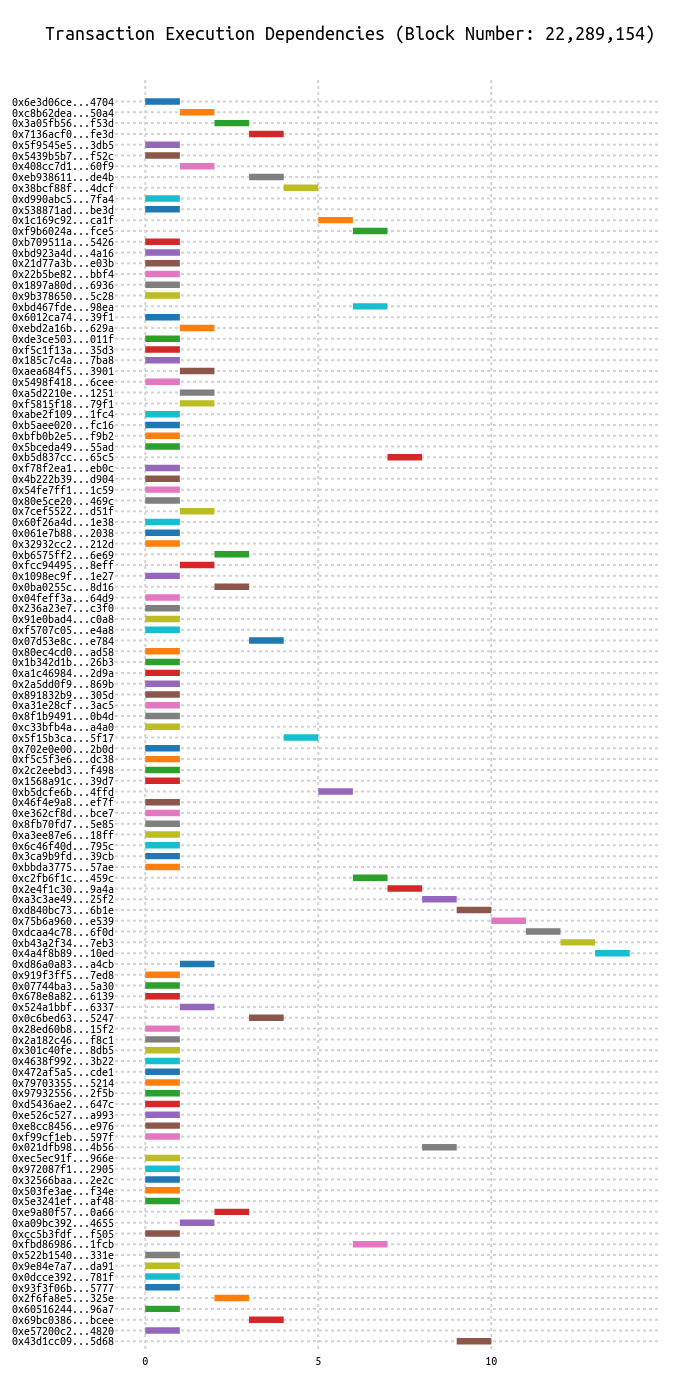 Transaction Execution Dependencies (Block Number: 22,289,154)
0x6e3d06ce...4704
0xc8b62dea...50a4
0x3a05fb56...f53d
0x7136acf0...fe3d
0x5f9545e5...3db5
0x5439b5b7...f52c
0x408cc7d1...60f9
0xeb938611...de4b
0x38bcf88f...4dcf
0xd990abc5...7fa4
0x538871ad...be3d
0x1c169c92...ca1f
0xf9b6024a...fce5
0xb709511a...5426
0xbd923a4d...4a16
0x21d77a3b...e03b
0x22b5be82...bbf4
0x1897a80d...6936
0x9b378650...5c28
0xbd467fde...98ea
0x6012ca74...39f1
0xebd2a16b...629a
0xde3ce503...011f
0xf5c1f13a...35d3
0x185c7c4a...7ba8
0xaea684f5...3901
0x5498f418...6cee
0xa5d2210e...1251
0xf5815f18...79f1
0xabe2f109...1fc4
0xb5aee020...fc16
0xbfb0b2e5...f9b2
0x5bceda49...55ad
0xb5d837cc...65c5
0xf78f2ea1...eb0c
0x4b222b39...d904
0x54fe7ff1...1c59
0x80e5ce20...469c
0x7cef5522...d51f
0x60f26a4d...1e38
0x061e7b88...2038
0x32932cc2...212d
0xb6575ff2...6e69
0xfcc94495...8eff
0x1098ec9f...1e27
0x0ba0255c...8d16
0x04feff3a...64d9
0x236a23e7...c3f0
0x91e0bad4...c0a8
0xf5707c05...e4a8
0x07d53e8c...e784
0x80ec4cd0...ad58
0x1b342d1b...26b3
0xa1c46984...2d9a
0x2a5dd0f9...869b
0x891832b9...305d
0xa31e28cf...3ac5
0x8f1b9491...0b4d
0xc33bfb4a...a4a0
0x5f15b3ca...5f17
0x702e0e00...2b0d
0xf5c5f3e6...dc38
0x2c2eebd3...f498
0x1568a91c...39d7
0xb5dcfe6b...4ffd
0x46f4e9a8...ef7f
0xe362cf8d...bce7
0x8fb70fd7...5e85
0xa3ee87e6...18ff
0x6c46f40d...795c
0x3ca9b9fd...39cb
0xbbda3775...57ae
0xc2fb6f1c...459c
0x2e4f1c30...9a4a
0xa3c3ae49...25f2
0xd840bc73...6b1e
0x75b6a960...e539
0xdcaa4c78...6f0d
0xb43a2f34...7eb3
0x4a4f8b89...10ed
0xd86a0a83...a4cb
0x919f3ff5...7ed8
0x07744ba3...5a30
0x678e8a82...6139
0x524a1bbf...6337
0x0c6bed63...5247
0x28ed60b8...15f2
0x2a182c46...f8c1
0x301c40fe...8db5
0x4638f992...3b22
0x472af5a5...cde1
0x79703355...5214
0x97932556...2f5b
0xd5436ae2...647c
0xe526c527...a993
0xe8cc8456...e976
0xf99cf1eb...597f
0x021dfb98...4b56
0xec5ec91f...966e
0x972087f1...2905
0x32566baa...2e2c
0x503fe3ae...f34e
0x5e3241ef...af48
0xe9a80f57...0a66
0xa09bc392...4655
0xcc5b3fdf...f505
0xfbd86986...1fcb
0x522b1540...331e
0x9e84e7a7...da91
0x0dcce392...781f
0x93f3f06b...5777
0x2f6fa8e5...325e
0x60516244...96a7
0x69bc0386...bcee
0xe57200c2...4820
0x43d1cc09...5d68
0 5 10